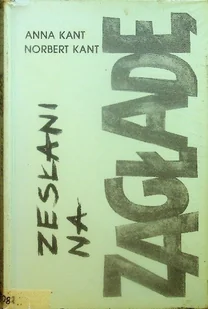 ANNA KANT
NORBERT KANT
ZESŁANI
NA
ZAGŁADĘ